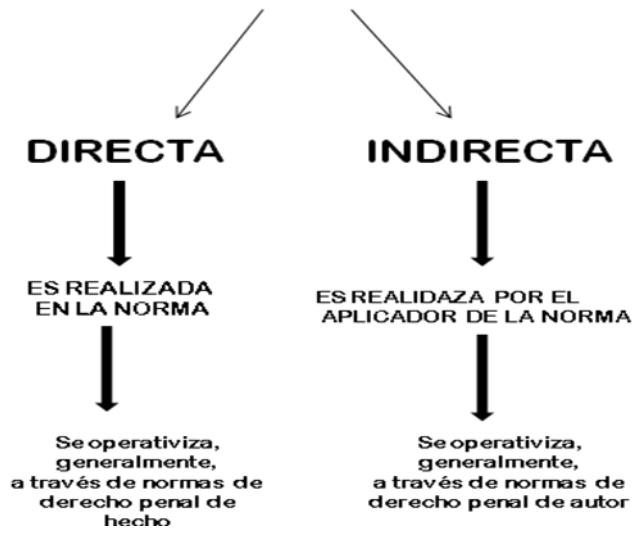 DIRECTA
INDIRECTA
ES REALIZADA
EN LA NORMA
ES REALIDAZA POR EL
APLICADOR DE LA NORMA
Se operativiza,
generalmente,
a través de normas de
derecho penal de
hecho
Se operativiza,
generalmente,
a través de normas de
derecho penal de autor